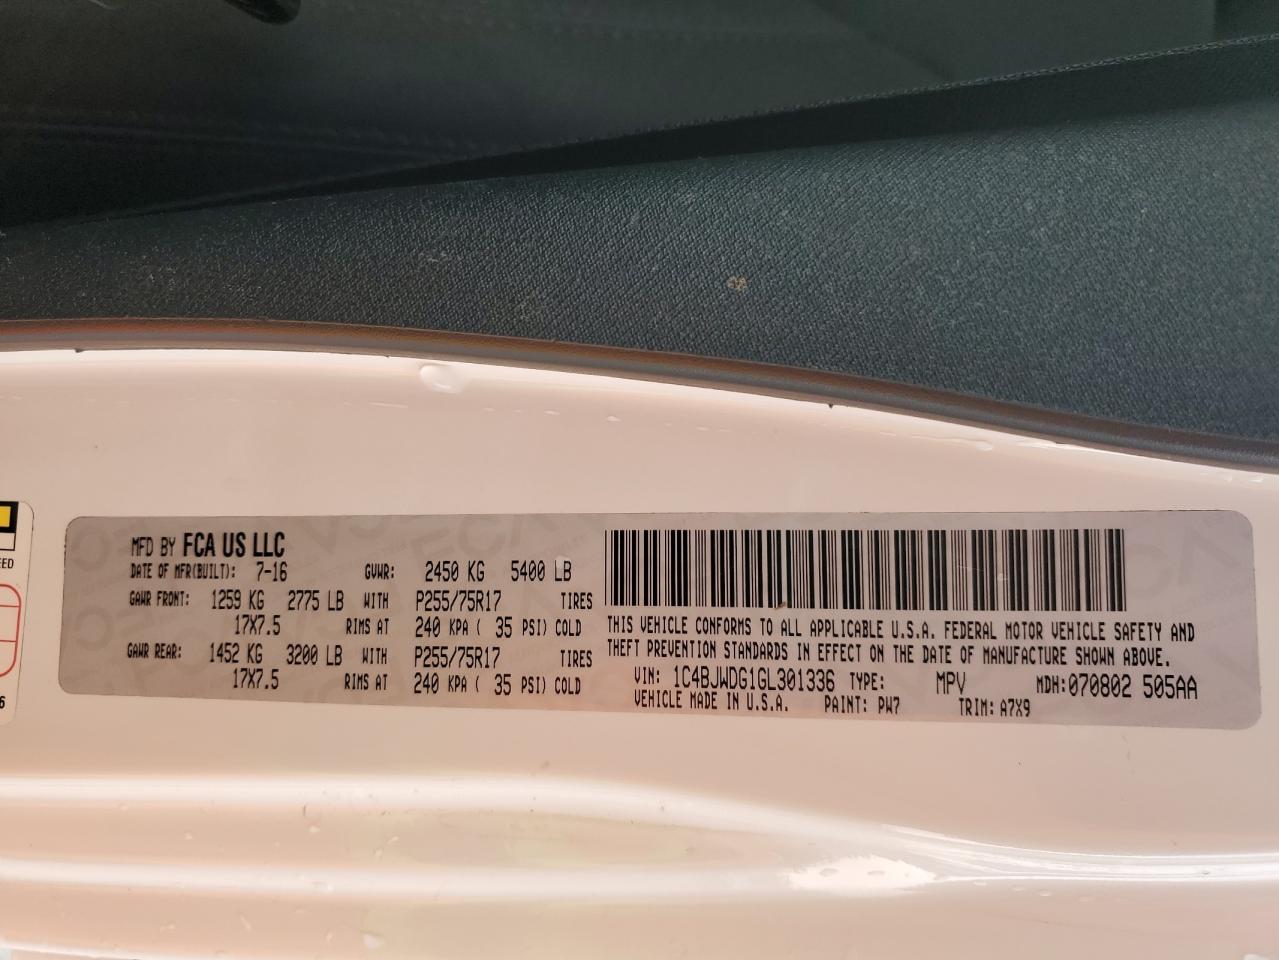 MFD BY FCA US LLC
DATE OF MFR(BUILT): 7-16 GVWR: 2450 KG 5400 LB
GAWR FRONT: 1259 KG 2775 LB WITH P255/75R17 TIRES
17X7.5 RIMS AT 240 KPA ( 35 PSI) COLD
GAWR REAR: 1452 KG 3200 LB WITH P255/75R17 TIRES
17X7.5 RIMS AT 240 KPA ( 35 PSI) COLD
THIS VEHICLE CONFORMS TO ALL APPLICABLE U.S.A. FEDERAL MOTOR VEHICLE SAFETY AND
THEFT PREVENTION STANDARDS IN EFFECT ON THE DATE OF MANUFACTURE SHOWN ABOVE.
VIN: 1C4BJWDG1GL301336 TYPE: MPV MDH:070802 505AA
VEHICLE MADE IN U.S.A. PAINT: PW7 TRIM: A7X9